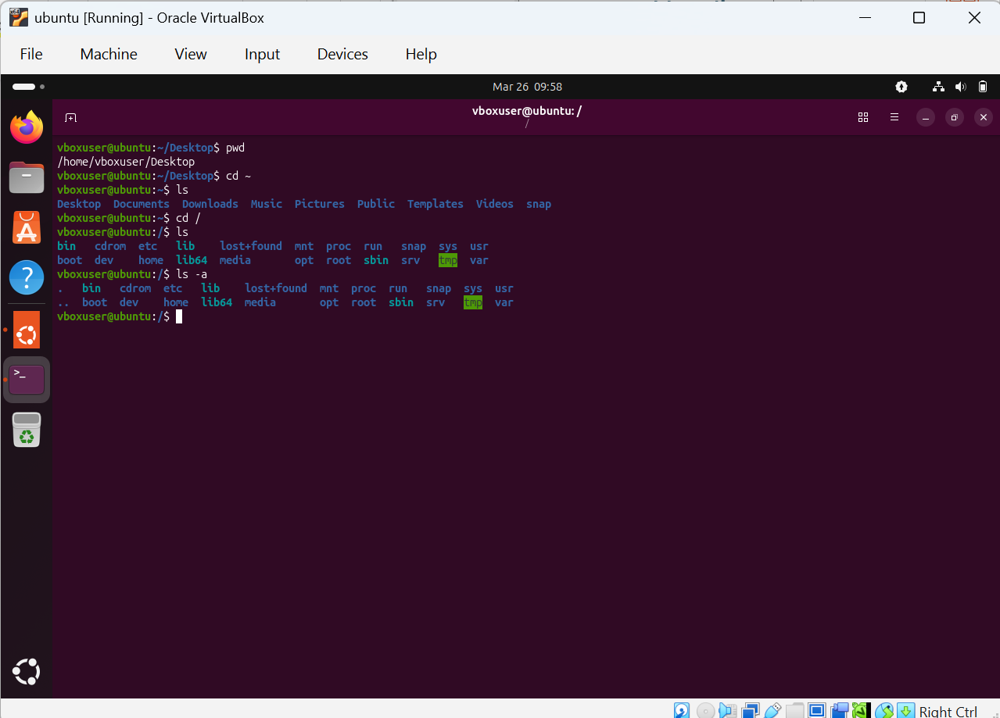 ubuntu [Running] - Oracle VirtualBox
File Machine View Input Devices Help
Mar 26 09:58
vboxuser@ubuntu: /
/
vboxuser@ubuntu:~/Desktop$ pwd
/home/vboxuser/Desktop
vboxuser@ubuntu:~/Desktop$ cd ~
vboxuser@ubuntu:~$ ls
Desktop Documents Downloads Music Pictures Public Templates Videos snap
vboxuser@ubuntu:~$ cd /
vboxuser@ubuntu:/$ ls
bin cdrom etc lib lost+found mnt proc run snap sys usr
boot dev home lib64 media opt root sbin srv tmp var
vboxuser@ubuntu:/$ ls -a
. bin cdrom etc lib lost+found mnt proc run snap sys usr
.. boot dev home lib64 media opt root sbin srv tmp var
vboxuser@ubuntu:/$
Right Ctrl